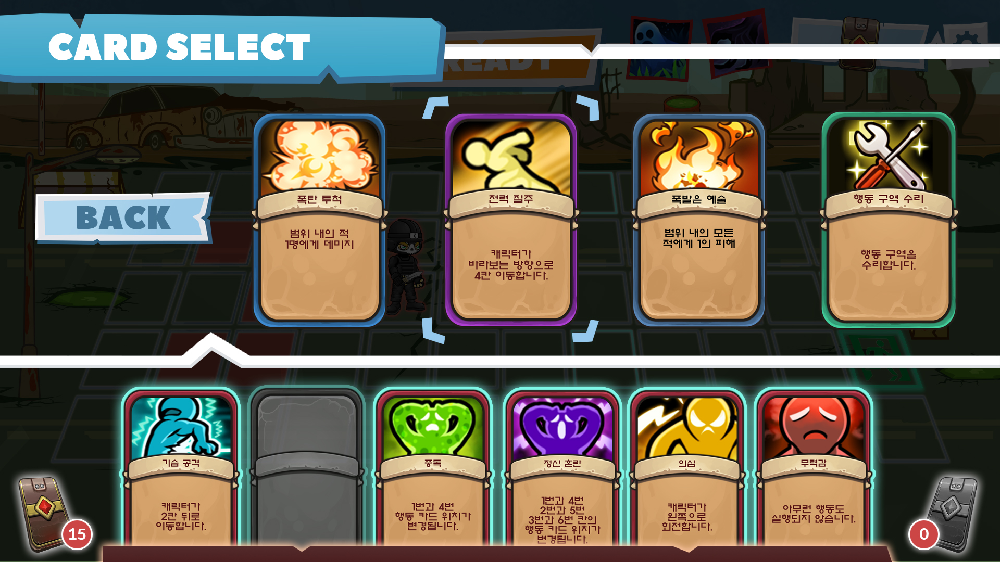 CARD SELECT
READY
BACK
폭탄 투척
범위 내의 적
1명에게 데미지
전력 질주
캐릭터가
바라보는 방향으로
4칸 이동합니다.
폭발은 예술
범위 내의 모든
적에게 1의 피해
행동 구역 수리
행동 구역을
수리합니다.
기습 공격
캐릭터가
2칸 뒤로
이동합니다.
중독
1번과 4번
행동 카드 위치가
변경됩니다.
정신 혼란
1번과 4번
2번과 5번
3번과 6번 칸의
행동 카드 위치가
변경됩니다.
의심
캐릭터가
왼쪽으로
회전합니다.
무력감
아무런 행동도
실행되지 않습니다.
15
0